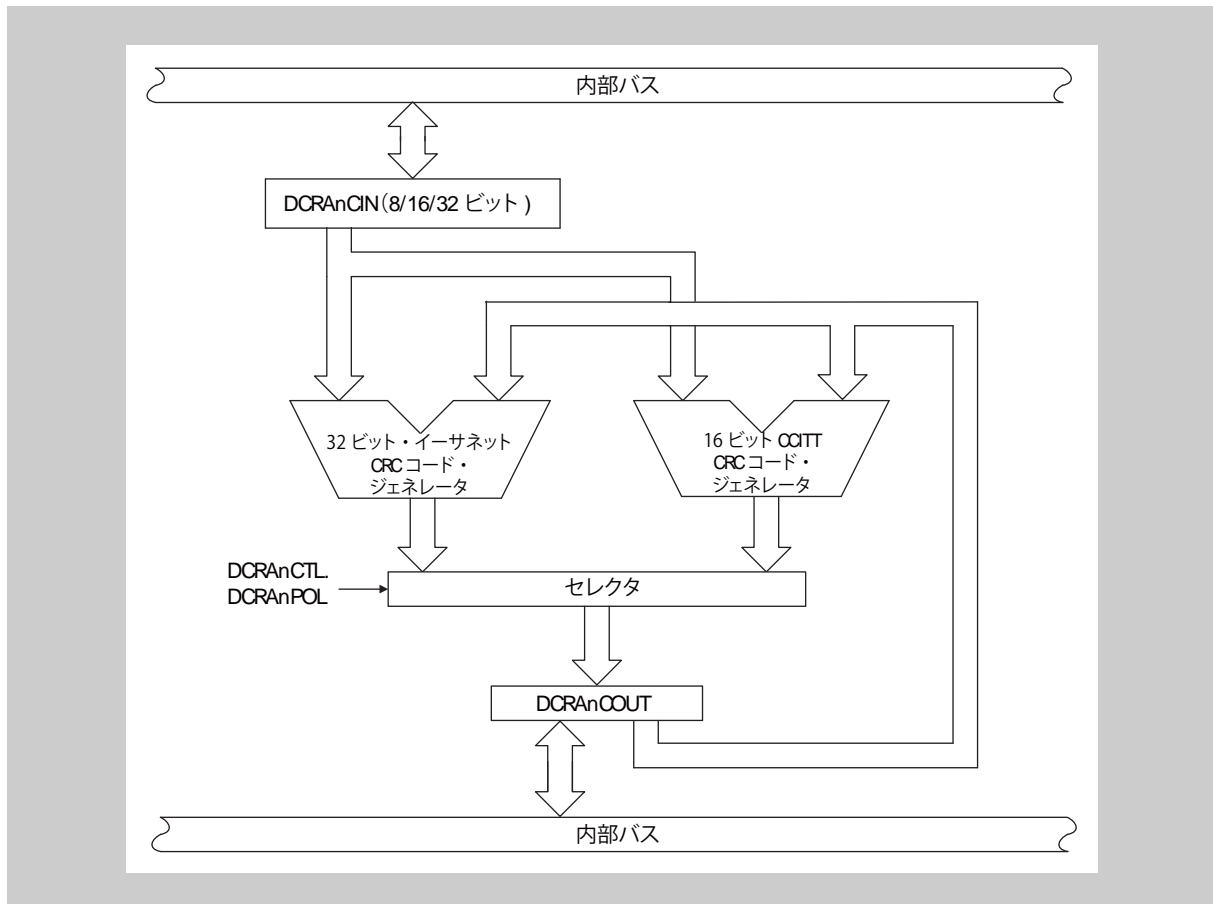 内部バス
DCRAnCIN(8/16/32 ビット )
32 ビット・イーサネット
CRC コード・
ジェネレータ
16 ビット CCITT
CRC コード・
ジェネレータ
DCRAnCTL.
DCRAnPOL
セレクタ
DCRAnCOUT
内部バス